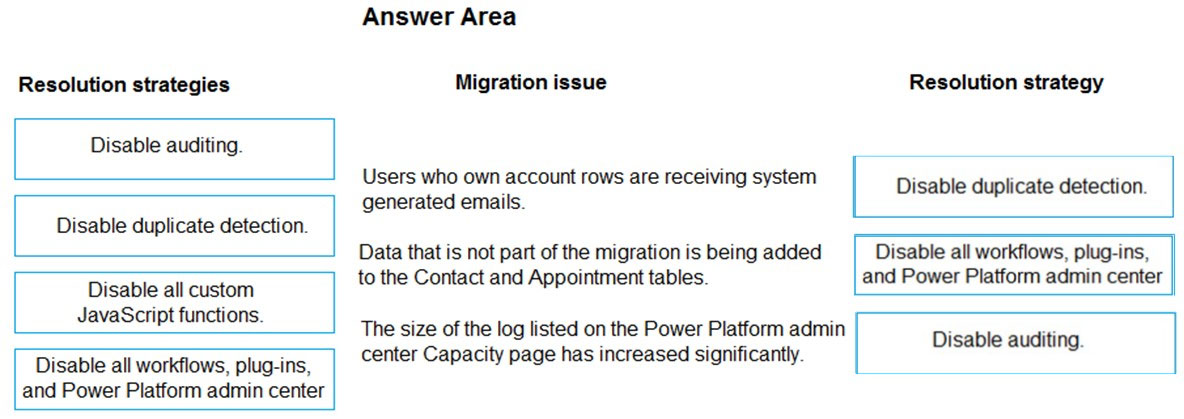 Answer Area
Resolution strategies
Disable auditing.
Disable duplicate detection.
Disable all custom
JavaScript functions.
Disable all workflows, plug-ins,
and Power Platform admin center
Migration issue
Users who own account rows are receiving system
generated emails.
Data that is not part of the migration is being added
to the Contact and Appointment tables.
The size of the log listed on the Power Platform admin
center Capacity page has increased significantly.
Resolution strategy
Disable duplicate detection.
Disable all workflows, plug-ins,
and Power Platform admin center
Disable auditing.